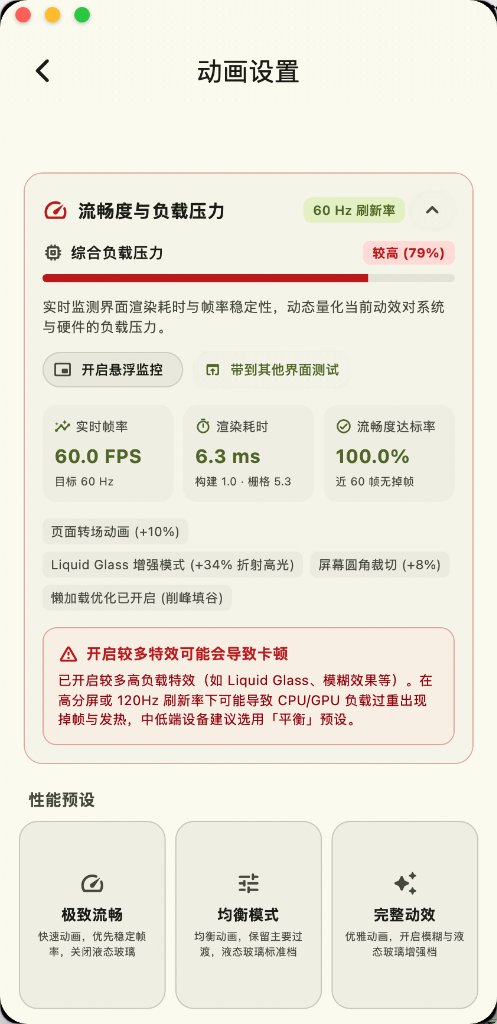 动画设置
流畅度与负载压力
60 Hz 刷新率
综合负载压力
较高 (79%)
实时监测界面渲染耗时与帧率稳定性，动态量化当前动效对系统
与硬件的负载压力。
开启悬浮监控
带到其他界面测试
实时帧率
60.0 FPS
目标 60 Hz
渲染耗时
6.3 ms
构建 1.0 · 栅格 5.3
流畅度达标率
100.0%
近 60 帧无掉帧
页面转场动画 (+10%)
Liquid Glass 增强模式 (+34% 折射高光)
屏幕圆角裁切 (+8%)
懒加载优化已开启 (削峰填谷)
开启较多特效可能会导致卡顿
已开启较多高负载特效（如 Liquid Glass、模糊效果等）。在
高分屏或 120Hz 刷新率下可能导致 CPU/GPU 负载过重出现
掉帧与发热，中低端设备建议选用「平衡」预设。
性能预设
极致流畅
快速动画，优先稳定帧
率，关闭液态玻璃
均衡模式
均衡动画，保留主要过
渡，液态玻璃标准档
完整动效
优雅动画，开启模糊与液
态玻璃增强档